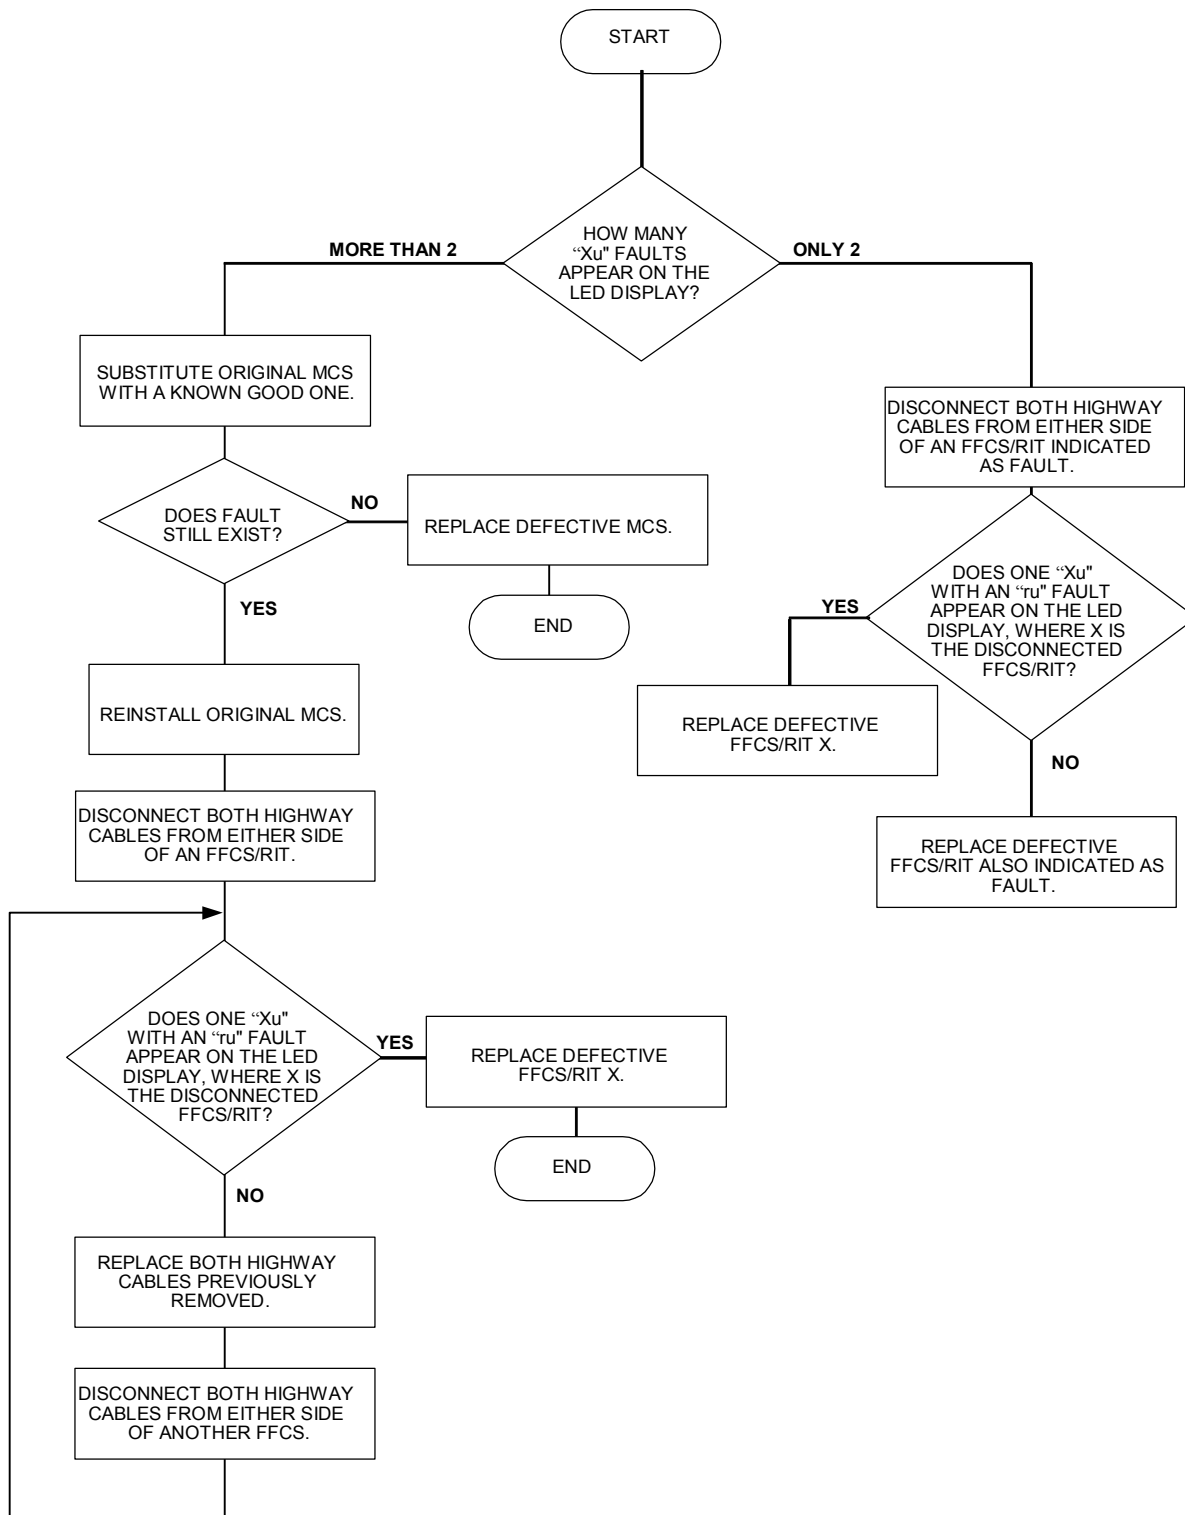 START
HOW MANY
“Xu" FAULTS
APPEAR ON THE
LED DISPLAY?
MORE THAN 2
ONLY 2
SUBSTITUTE ORIGINAL MCS
WITH A KNOWN GOOD ONE.
DISCONNECT BOTH HIGHWAY
CABLES FROM EITHER SIDE
OF AN FFCS/RIT INDICATED
AS FAULT.
DOES FAULT
STILL EXIST?
NO
REPLACE DEFECTIVE MCS.
END
YES
DOES ONE “Xu"
WITH AN “ru" FAULT
APPEAR ON THE LED
DISPLAY, WHERE X IS
THE DISCONNECTED
FFCS/RIT?
YES
REPLACE DEFECTIVE
FFCS/RIT X.
NO
REPLACE DEFECTIVE
FFCS/RIT ALSO INDICATED AS
FAULT.
REINSTALL ORIGINAL MCS.
DISCONNECT BOTH HIGHWAY
CABLES FROM EITHER SIDE
OF AN FFCS/RIT.
DOES ONE “Xu"
WITH AN “ru" FAULT
APPEAR ON THE LED
DISPLAY, WHERE X IS
THE DISCONNECTED
FFCS/RIT?
YES
REPLACE DEFECTIVE
FFCS/RIT X.
END
NO
REPLACE BOTH HIGHWAY
CABLES PREVIOUSLY
REMOVED.
DISCONNECT BOTH HIGHWAY
CABLES FROM EITHER SIDE
OF ANOTHER FFCS.